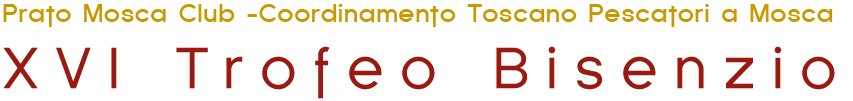 Prato Mosca Club -Coordinamento Toscano Pescatori a Mosca
XVI Trofeo Bisenzio